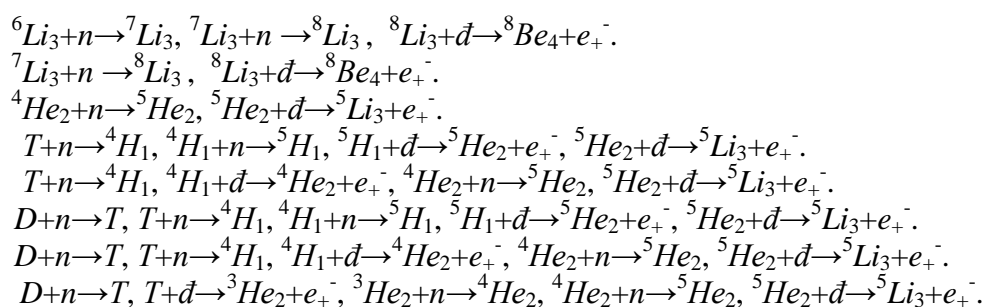 ⁶Li₃+n→⁷Li₃, ⁷Li₃+n →⁸Li₃ , ⁸Li₃+đ→⁸Be₄+e₊⁻.
⁷Li₃+n →⁸Li₃ , ⁸Li₃+đ→⁸Be₄+e₊⁻.
⁴He₂+n→⁵He₂, ⁵He₂+đ→⁵Li₃+e₊⁻.
T+n→⁴H₁, ⁴H₁+n→⁵H₁, ⁵H₁+đ→⁵He₂+e₊⁻, ⁵He₂+đ→⁵Li₃+e₊⁻.
T+n→⁴H₁, ⁴H₁+đ→⁴He₂+e₊⁻, ⁴He₂+n→⁵He₂, ⁵He₂+đ→⁵Li₃+e₊⁻.
D+n→T, T+n→⁴H₁, ⁴H₁+n→⁵H₁, ⁵H₁+đ→⁵He₂+e₊⁻, ⁵He₂+đ→⁵Li₃+e₊⁻.
D+n→T, T+n→⁴H₁, ⁴H₁+đ→⁴He₂+e₊⁻, ⁴He₂+n→⁵He₂, ⁵He₂+đ→⁵Li₃+e₊⁻.
D+n→T, T+đ→³He₂+e₊⁻, ³He₂+n→⁴He₂, ⁴He₂+n→⁵He₂, ⁵He₂+đ→⁵Li₃+e₊⁻.